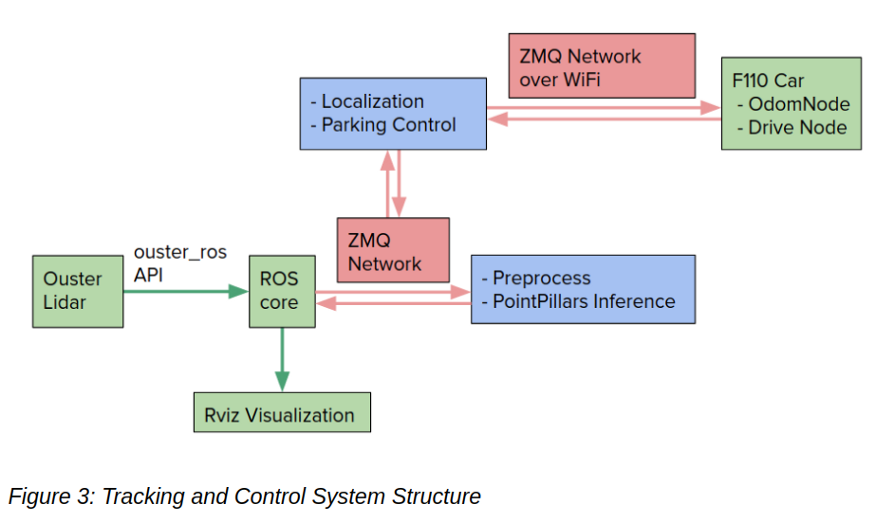 ZMQ Network
over WiFi
F110 Car
- OdomNode
- Drive Node
- Localization
- Parking Control
ZMQ
Network
ouster_ros
API
Ouster
Lidar
ROS
core
- Preprocess
- PointPillars Inference
Rviz Visualization
Figure 3: Tracking and Control System Structure